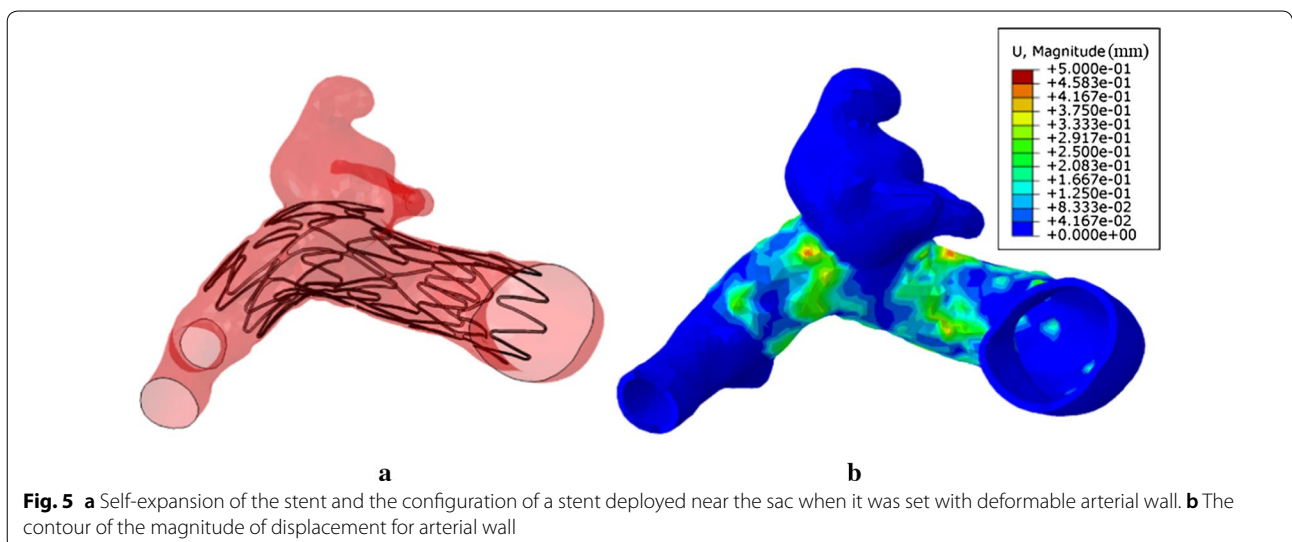 U, Magnitude (mm)
+5.000e-01
+4.583e-01
+4.167e-01
+3.750e-01
+3.333e-01
+2.917e-01
+2.500e-01
+2.083e-01
+1.667e-01
+1.250e-01
+8.333e-02
+4.167e-02
+0.000e+00
a
b
Fig. 5 a Self-expansion of the stent and the configuration of a stent deployed near the sac when it was set with deformable arterial wall. b The
contour of the magnitude of displacement for arterial wall